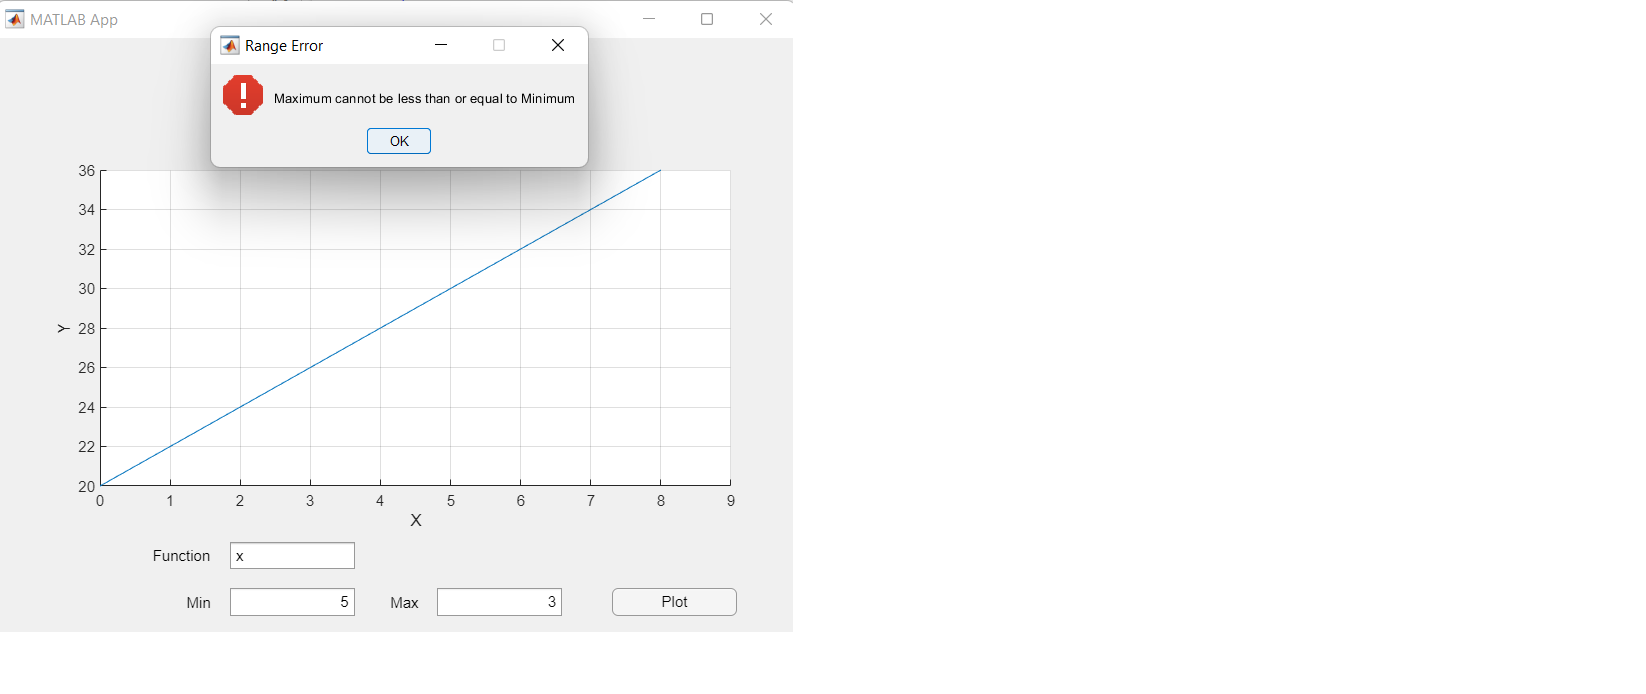 MATLAB App
Range Error
Maximum cannot be less than or equal to Minimum
OK
36
34
32
30
28
26
24
22
20
Y
0 1 2 3 4 5 6 7 8 9
X
Function x
Min 5 Max 3 Plot